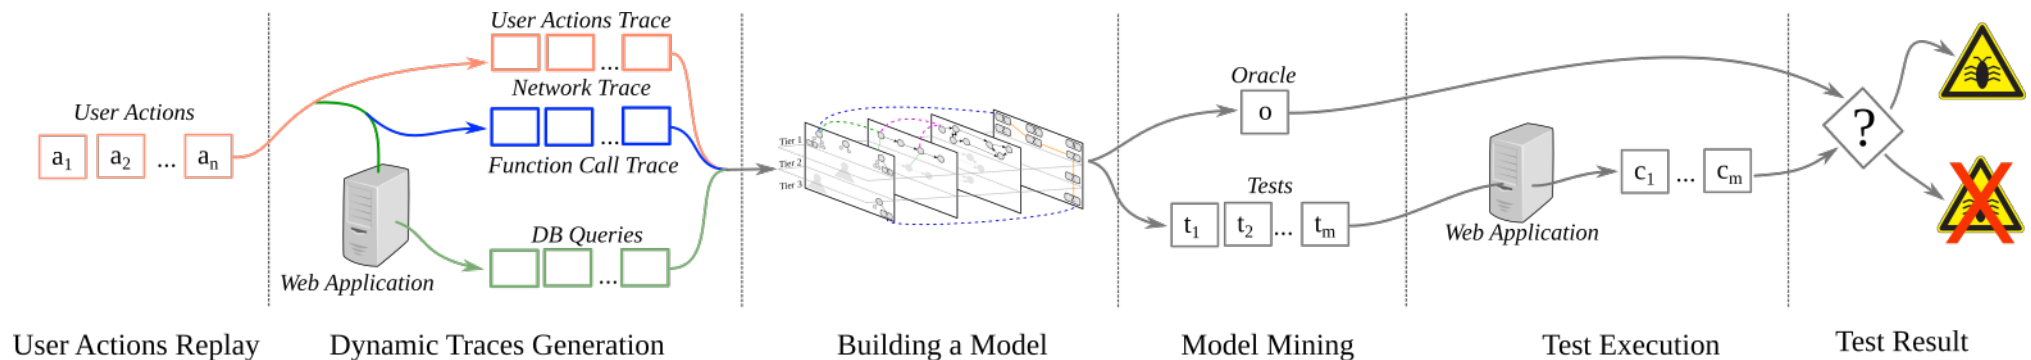 User Actions
a1 a2 ... an
User Actions Trace
...
Network Trace
...
Function Call Trace
Web Application
DB Queries
...
Tier 1
Tier 2
Tier 3
Oracle
o
Tests
t1 t2 ... tm
Web Application
c1 ... cm
?
User Actions Replay
Dynamic Traces Generation
Building a Model
Model Mining
Test Execution
Test Result